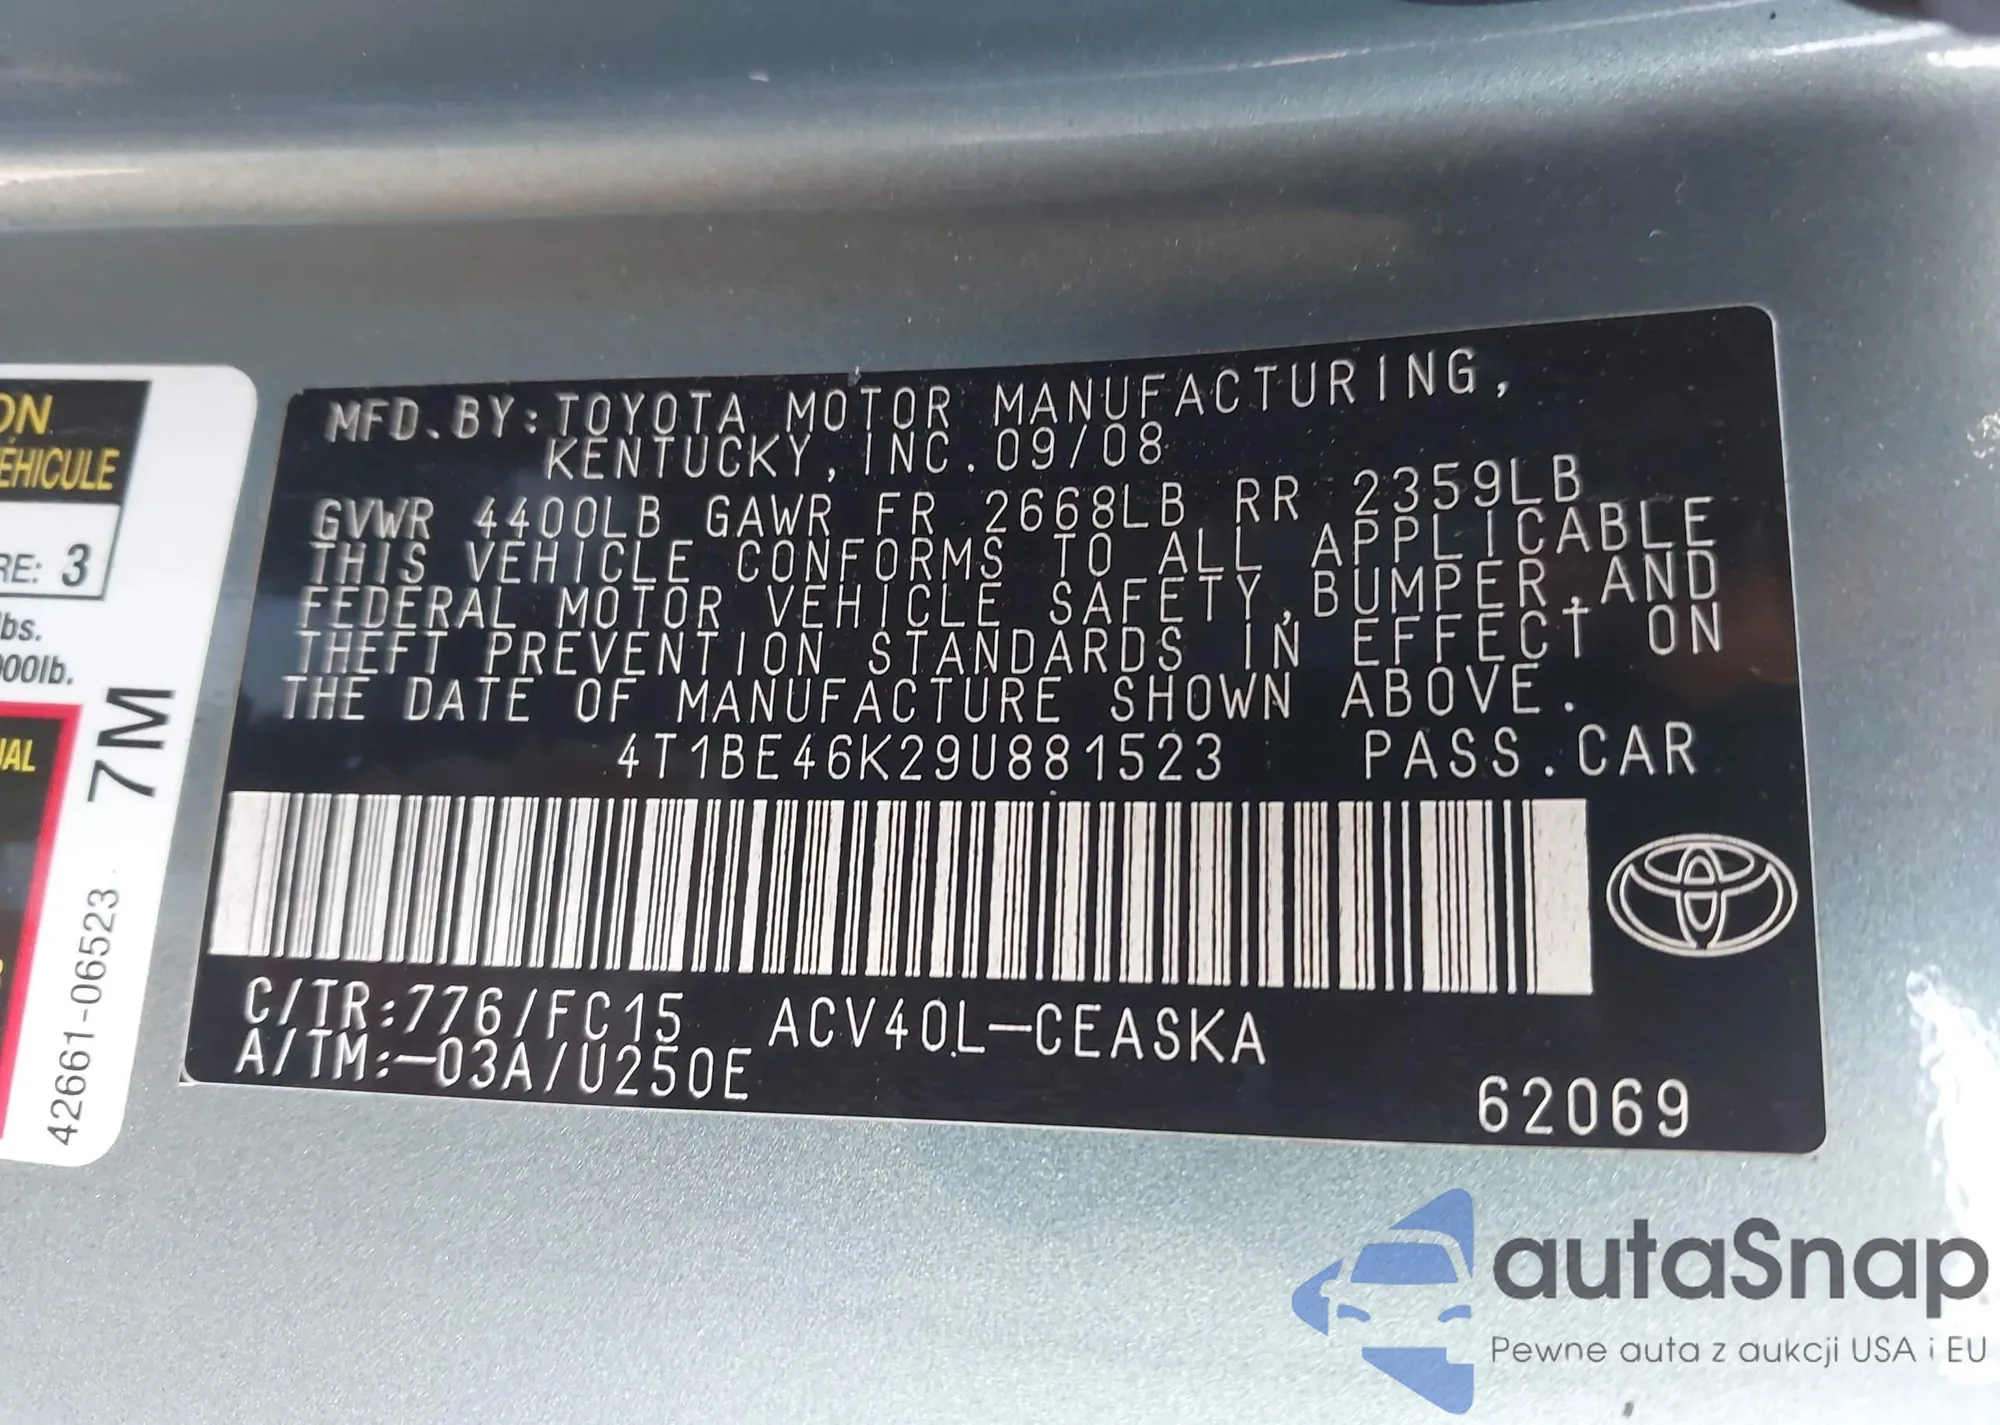 MFD. BY: TOYOTA MOTOR MANUFACTURING,
KENTUCKY, INC. 09/08
GVWR 4400LB GAWR FR 2668LB RR 2359LB
THIS VEHICLE CONFORMS TO ALL APPLICABLE
FEDERAL MOTOR VEHICLE SAFETY, BUMPER, AND
THEFT PREVENTION STANDARDS IN EFFECT ON
THE DATE OF MANUFACTURE SHOWN ABOVE.
4T1BE46K29U881523 PASS. CAR
C/TR:776/FC15 ACV40L-CEASKA
A/TM:-03A/U250E
62069
ON
ÉHICULE
RE: 3
lbs.
000lb.
UAL
7M
42661-06523
autaSnap
Pewne auta z aukcji USA i EU